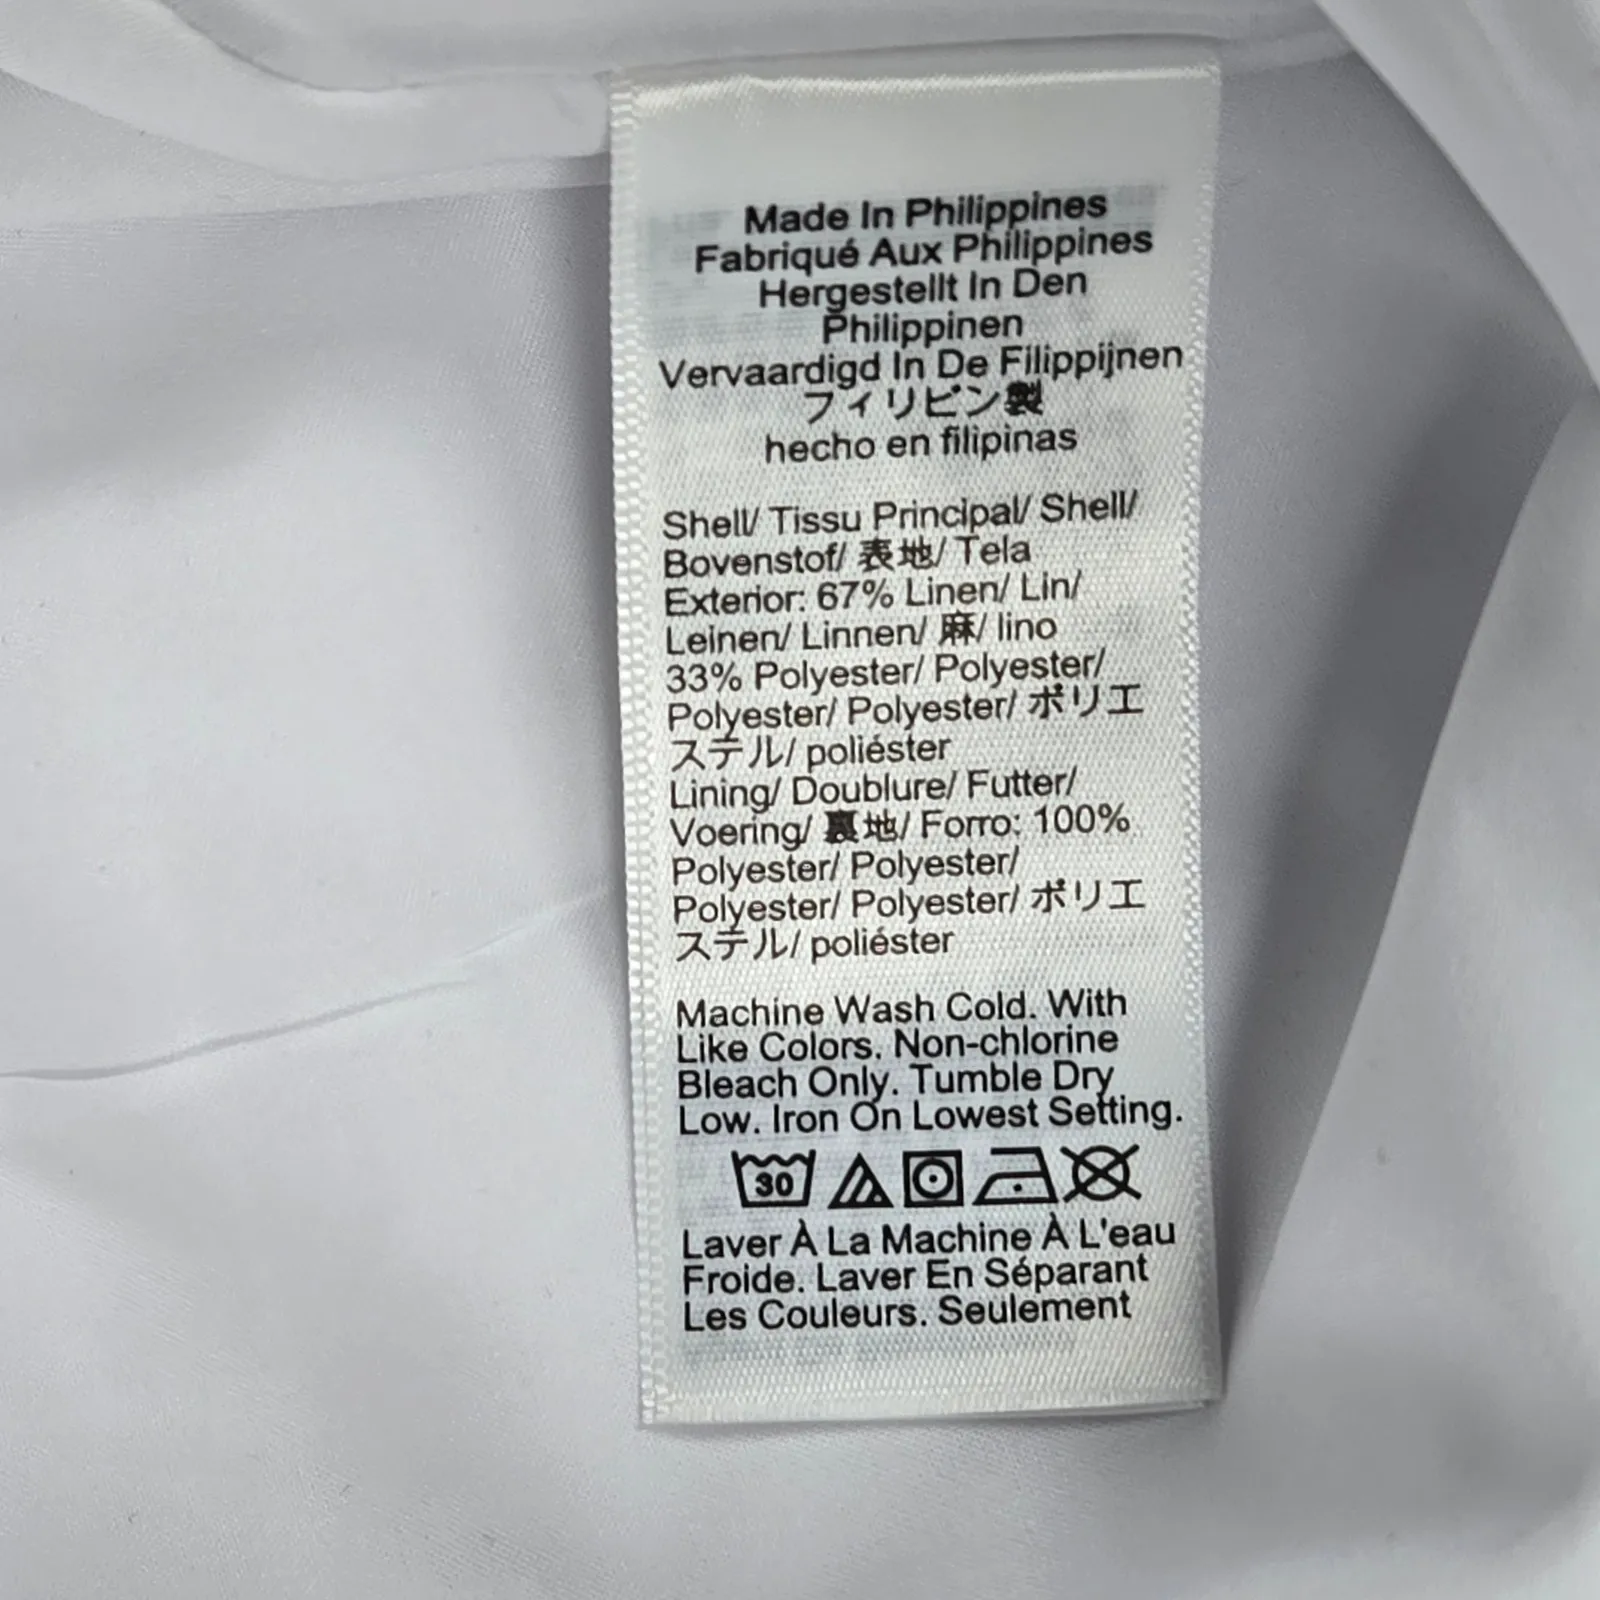 Made In Philippines
Fabriqué Aux Philippines
Hergestellt In Den
Philippinen
Vervaardigd In De Filippijnen
フィリピン製
hecho en filipinas
Shell/ Tissu Principal/ Shell/
Bovenstof/ 表地/ Tela
Exterior: 67% Linen/ Lin/
Leinen/ Linnen/ 麻/ lino
33% Polyester/ Polyester/
Polyester/ Polyester/ ポリエ
ステル/ poliéster
Lining/ Doublure/ Futter/
Voering/ 裏地/ Forro: 100%
Polyester/ Polyester/
Polyester/ Polyester/ ポリエ
ステル/ poliéster
Machine Wash Cold. With
Like Colors. Non-chlorine
Bleach Only. Tumble Dry
Low. Iron On Lowest Setting.
30
Laver À La Machine À L'eau
Froide. Laver En Séparant
Les Couleurs. Seulement